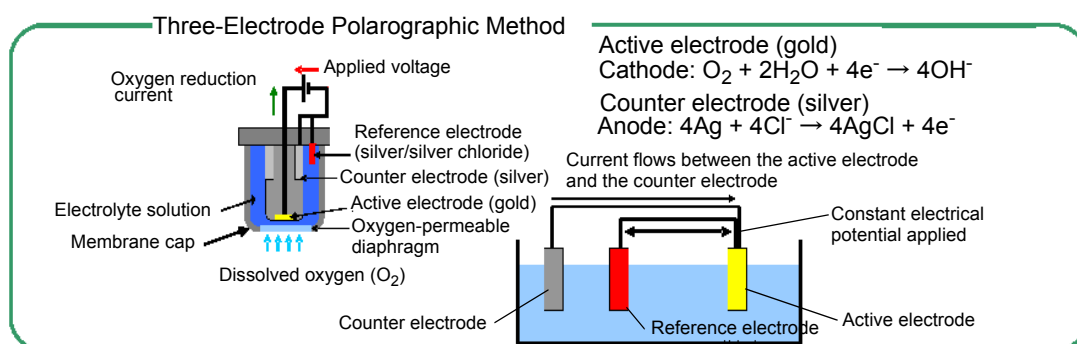 Three-Electrode Polarographic Method
Oxygen reduction
current
Applied voltage
Reference electrode
(silver/silver chloride)
Counter electrode (silver)
Active electrode (gold)
Oxygen-permeable
diaphragm
Electrolyte solution
Membrane cap
Dissolved oxygen (O₂)
Active electrode (gold)
Cathode: O₂ + 2H₂O + 4e⁻ → 4OH⁻
Counter electrode (silver)
Anode: 4Ag + 4Cl⁻ → 4AgCl + 4e⁻
Current flows between the active electrode
and the counter electrode
Constant electrical
potential applied
Counter electrode
Reference electrode
Active electrode